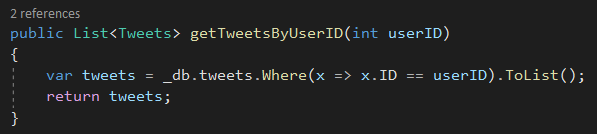 2 references
public List<Tweets> getTweetsByUserID(int userID)
{
var tweets = _db.tweets.Where(x => x.ID == userID).ToList();
return tweets;
}